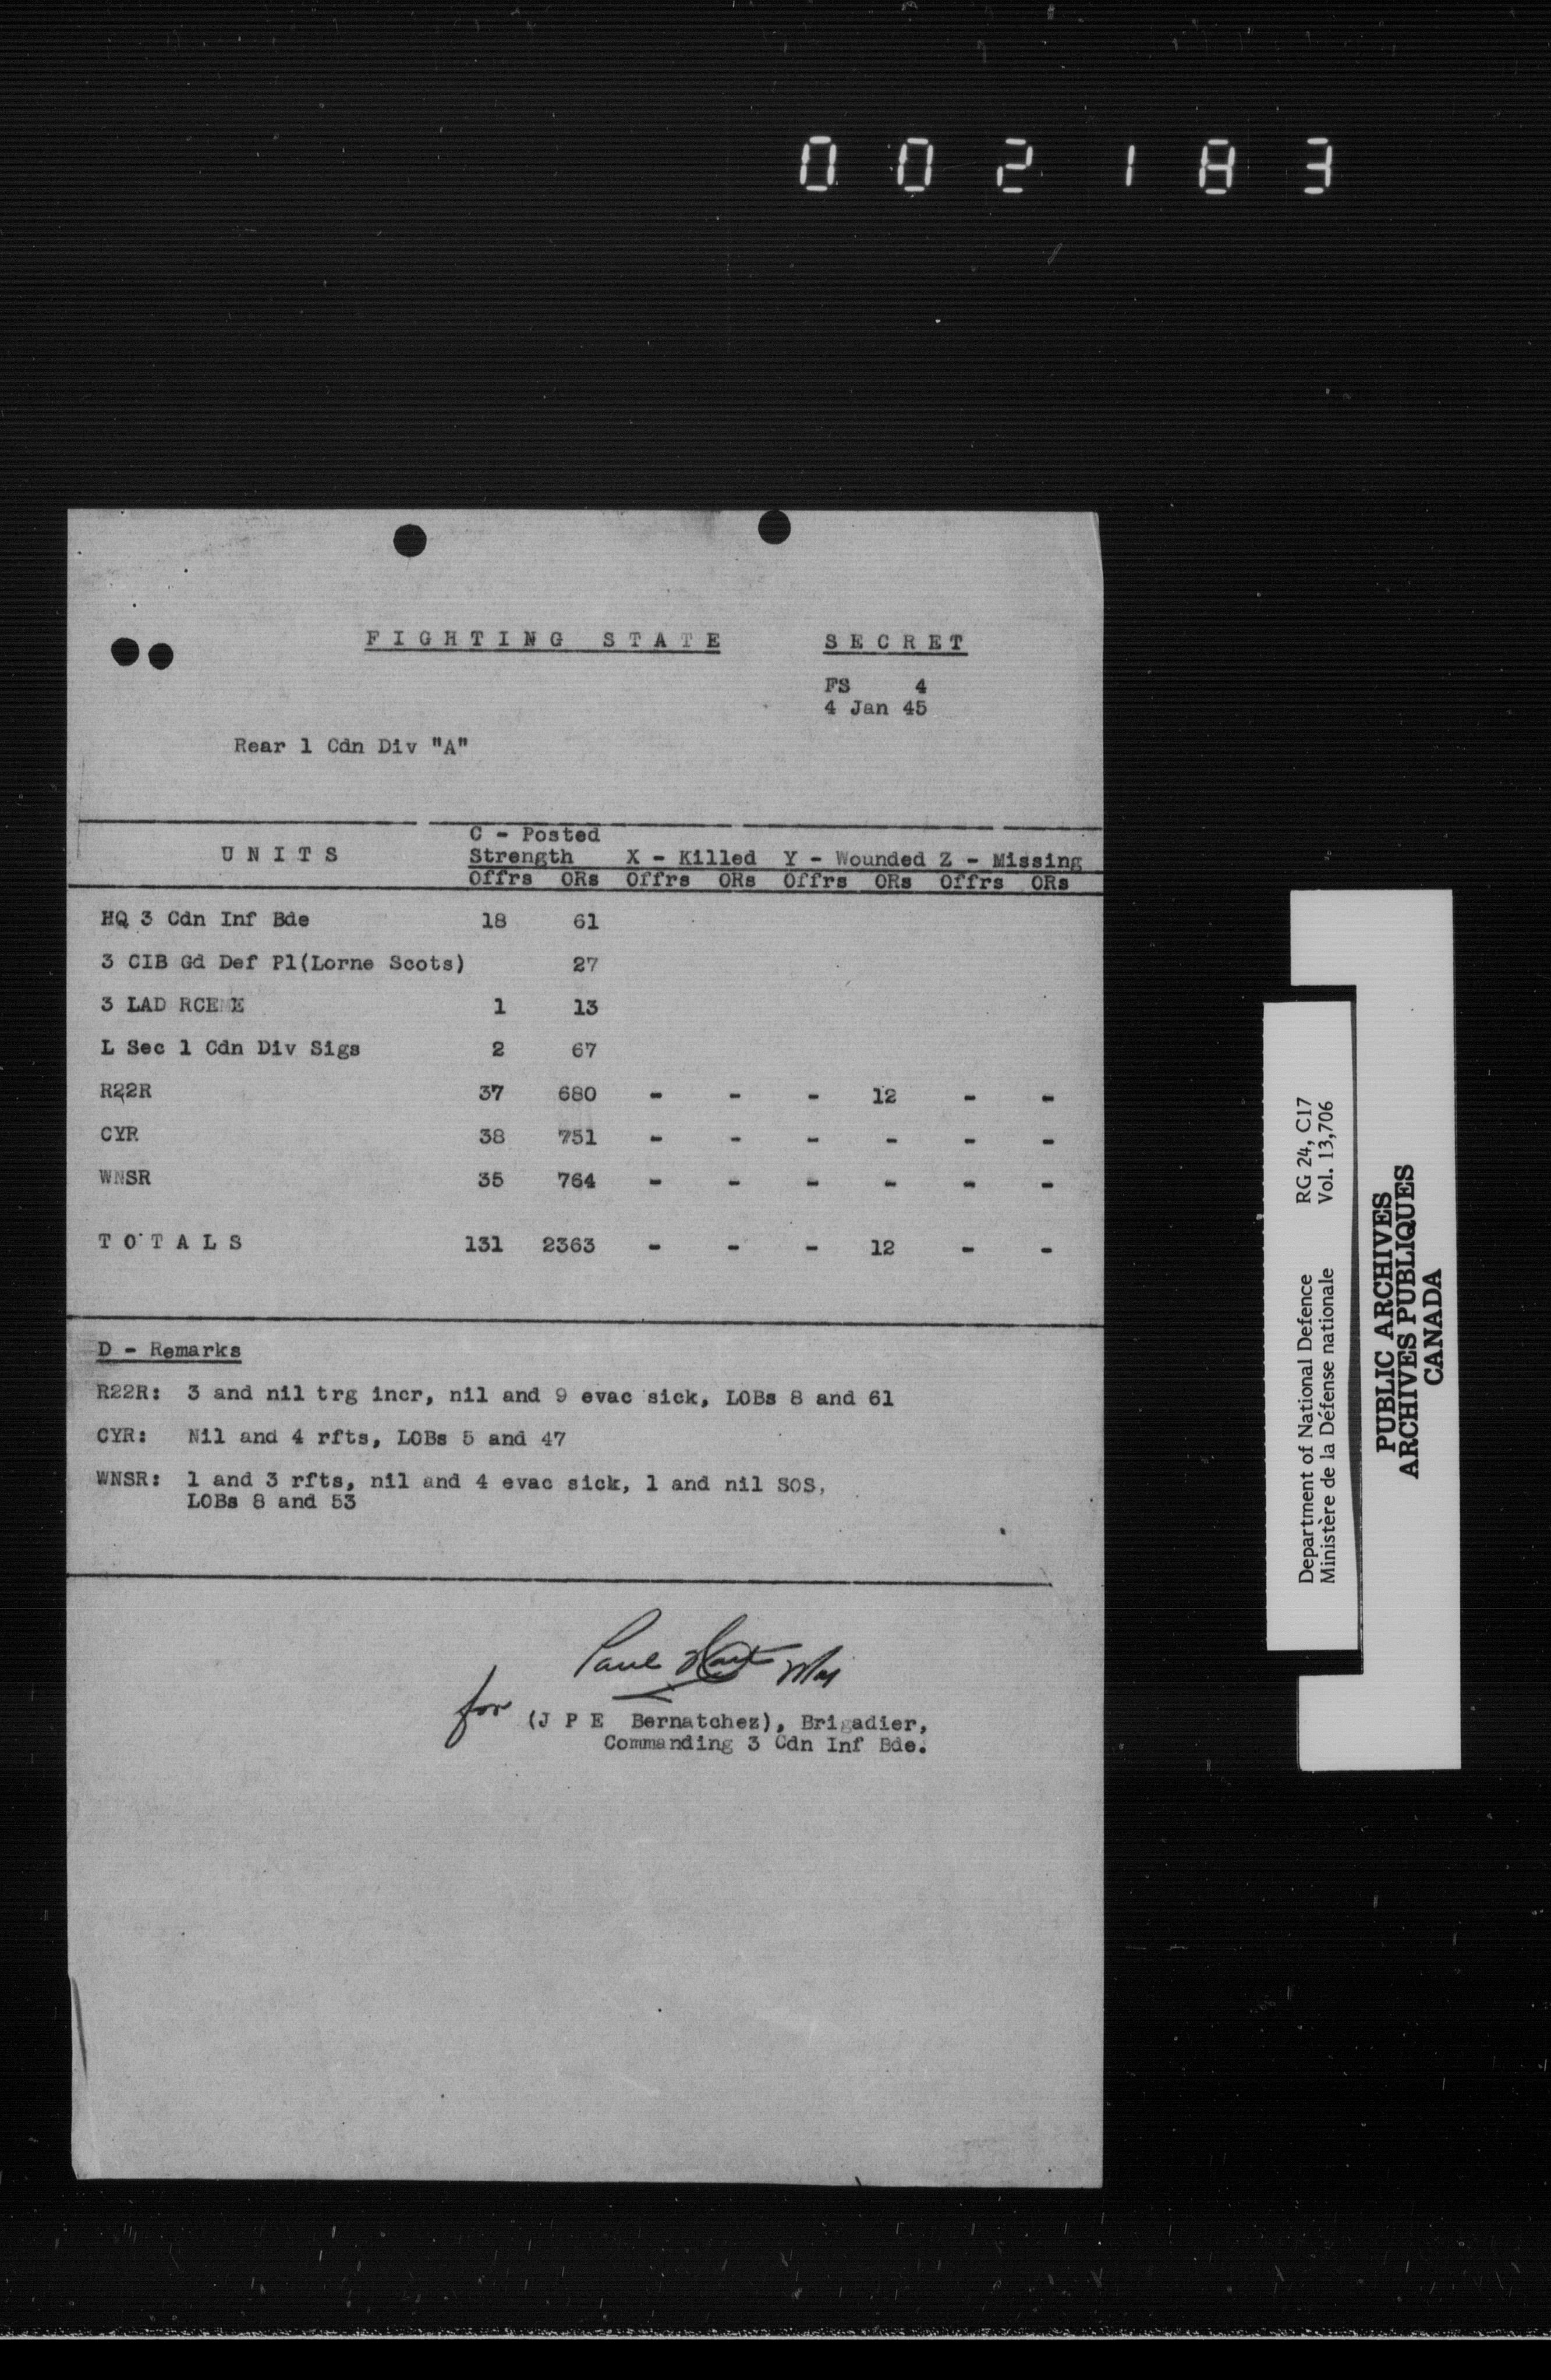 002183
FIGHTING STATE SECRET
FS 4
4 Jan 45
Rear 1 Cdn Div "A"
C - Posted
UNITS Strength X - Killed Y - Wounded Z - Missing
Offrs ORs Offrs ORs Offrs ORs Offrs ORs
HQ 3 Cdn Inf Bde 18 61
3 CIB Gd Def Pl(Lorne Scots) 27
3 LAD RCEME 1 13
L Sec 1 Cdn Div Sigs 2 67
R22R 37 680 - - - 12 - -
CYR 38 751 - - - - - -
WNSR 35 764 - - - - - -
TOTALS 131 2363 - - - 12 - -
D - Remarks
R22R: 3 and nil trg incr, nil and 9 evac sick, LOBs 8 and 61
CYR: Nil and 4 rfts, LOBs 5 and 47
WNSR: 1 and 3 rfts, nil and 4 evac sick, 1 and nil SOS,
LOBs 8 and 53
Paul Maj
for (J P E Bernatchez), Brigadier,
Commanding 3 Cdn Inf Bde.
Department of National Defence RG 24, C17
Ministère de la Défense nationale Vol. 13,706
PUBLIC ARCHIVES
ARCHIVES PUBLIQUES
CANADA